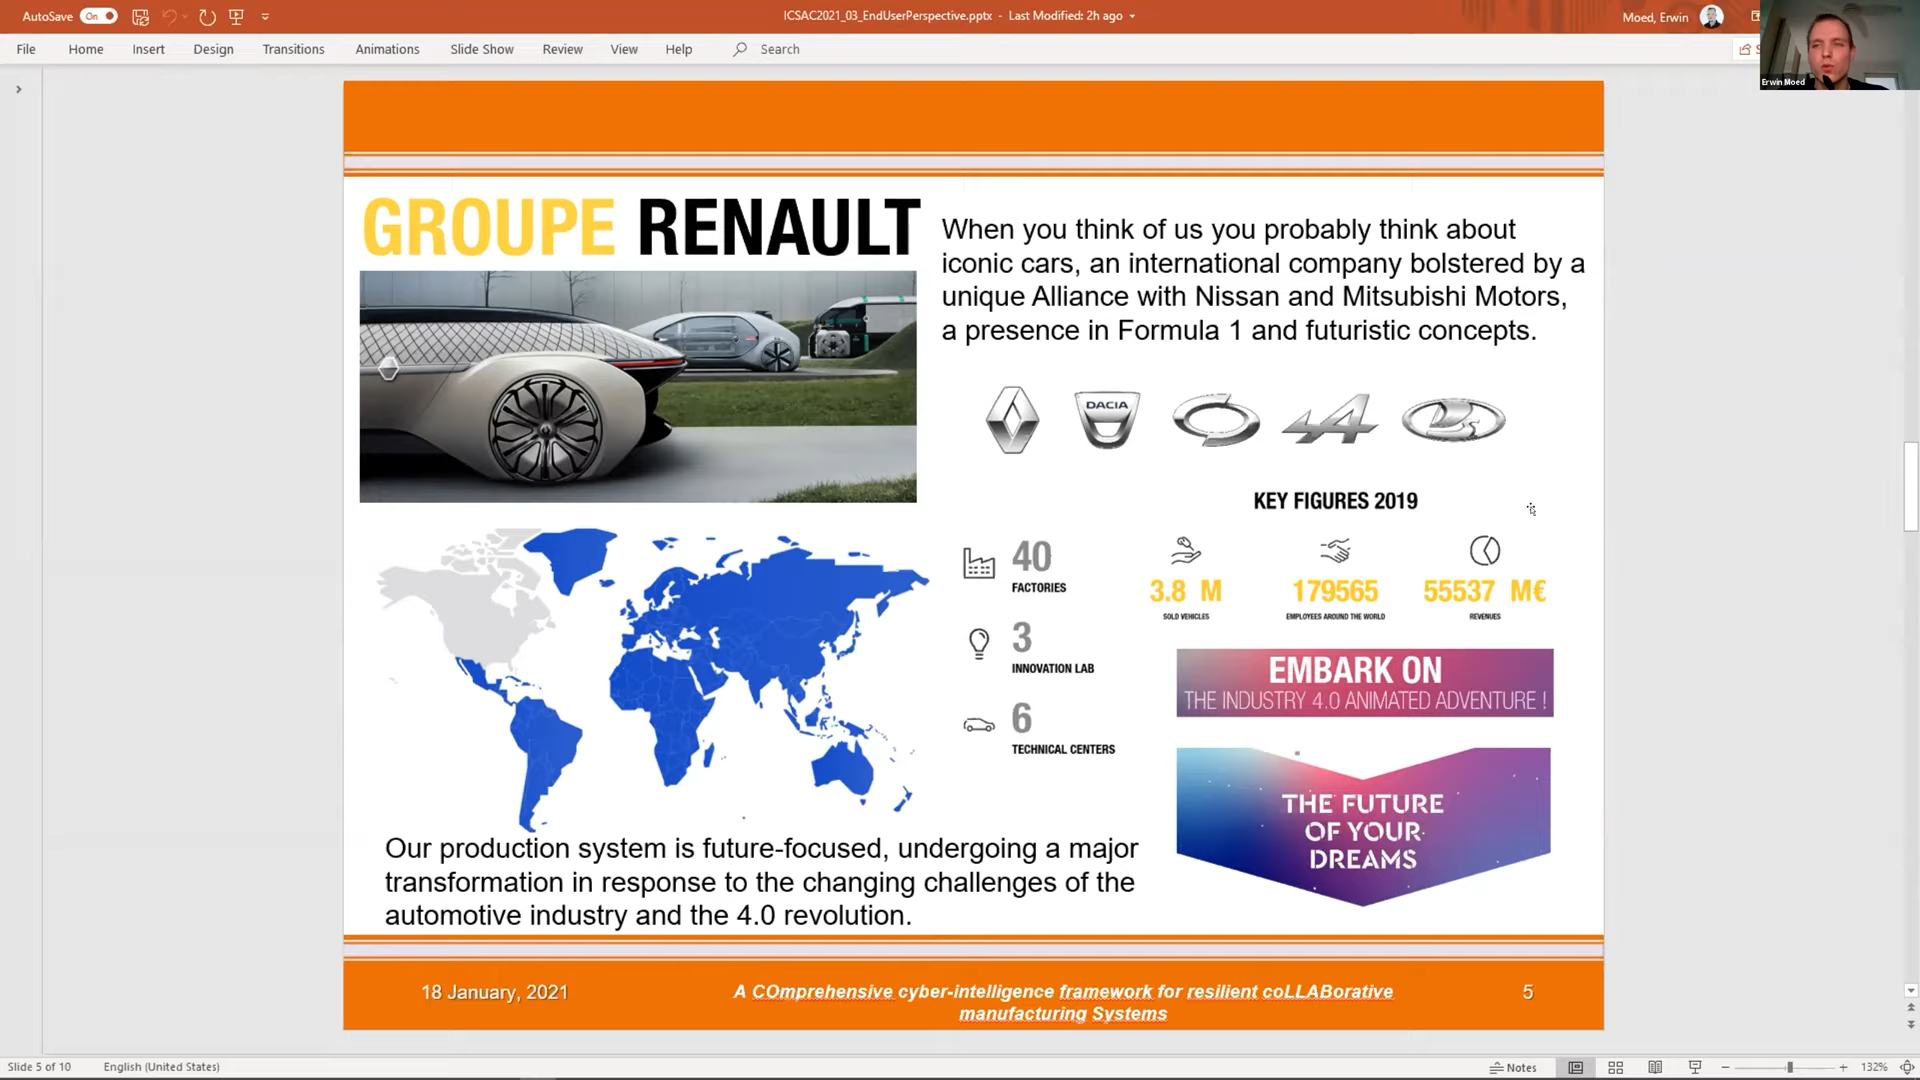 AutoSave On
ICSAC2021_03_EndUserPerspective.pptx - Last Modified: 2h ago
Moed, Erwin
File Home Insert Design Transitions Animations Slide Show Review View Help Search
Erwin Moed
GROUPE RENAULT
When you think of us you probably think about
iconic cars, an international company bolstered by a
unique Alliance with Nissan and Mitsubishi Motors,
a presence in Formula 1 and futuristic concepts.
DACIA
KEY FIGURES 2019
40
FACTORIES
3
INNOVATION LAB
6
TECHNICAL CENTERS
3.8 M
SOLD VEHICLES
179565
EMPLOYEES AROUND THE WORLD
55537 M€
REVENUES
EMBARK ON
THE INDUSTRY 4.0 ANIMATED ADVENTURE !
THE FUTURE
OF YOUR
DREAMS
Our production system is future-focused, undergoing a major
transformation in response to the changing challenges of the
automotive industry and the 4.0 revolution.
18 January, 2021
A COmprehensive cyber-intelligence framework for resilient coLLABorative
manufacturing Systems
5
Slide 5 of 10 English (United States)
Notes
132%